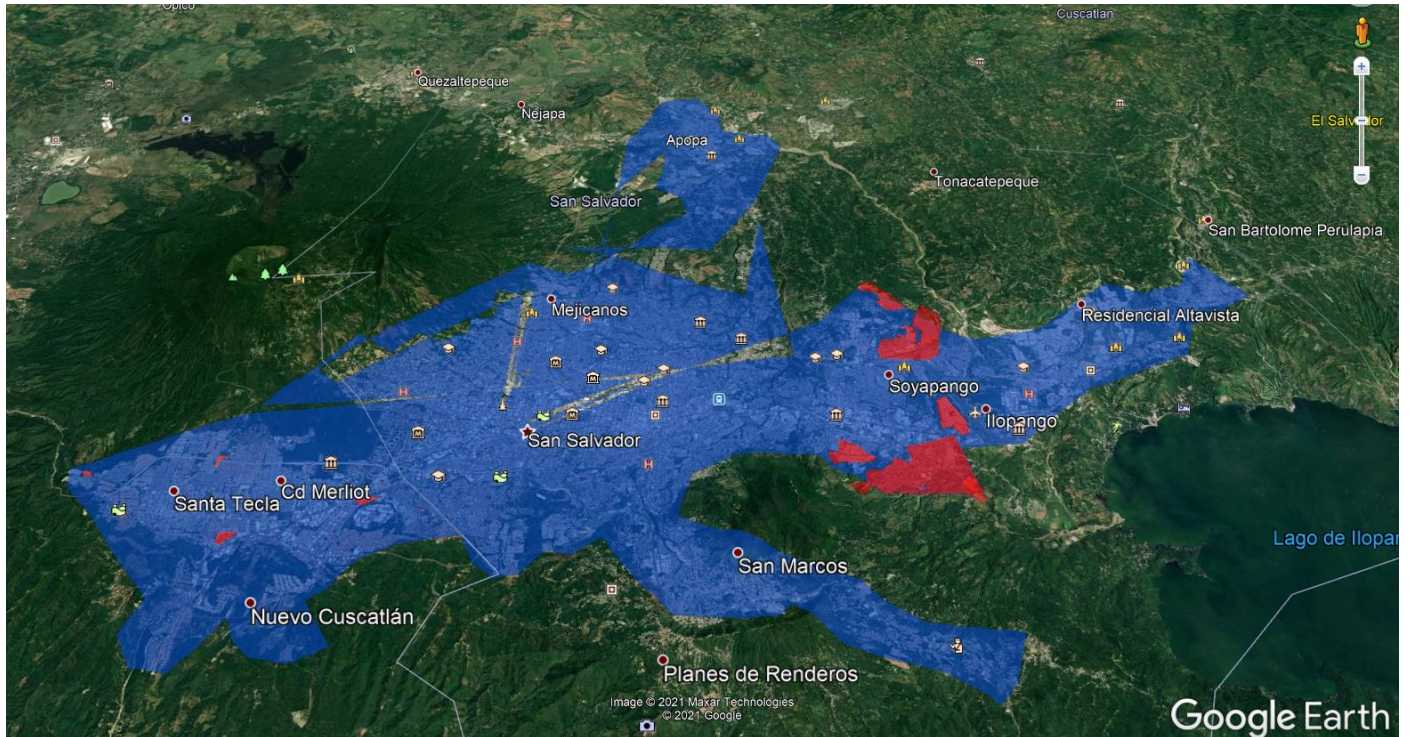 Opico
Cuscatlan
Quezaltepeque
Nejapa
El Salvador
Apopa
Tonacatepeque
San Salvador
San Bartolome Perulapia
Mejicanos
Residencial Altavista
Soyapango
Ilopango
San Salvador
Cd Merliot
Santa Tecla
Lago de Ilopan
San Marcos
Nuevo Cuscatlán
Planes de Renderos
Image © 2021 Maxar Technologies
© 2021 Google
Google Earth